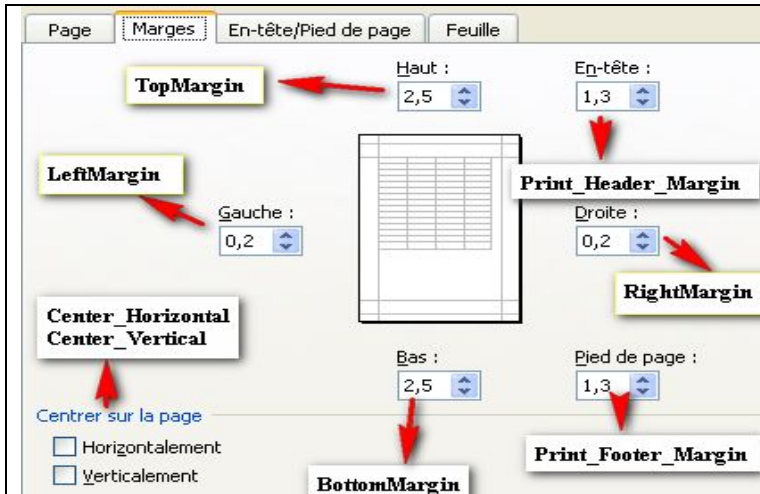 Page Marges En-tête/Pied de page Feuille
Haut : En-tête :
TopMargin 2,5 1,3
LeftMargin Print_Header_Margin
Gauche : Droite :
0,2 0,2
RightMargin
Center_Horizontal
Center_Vertical
Bas : Pied de page :
2,5 1,3
Centrer sur la page
Horizontalement
Verticalement
Print_Footer_Margin
BottomMargin